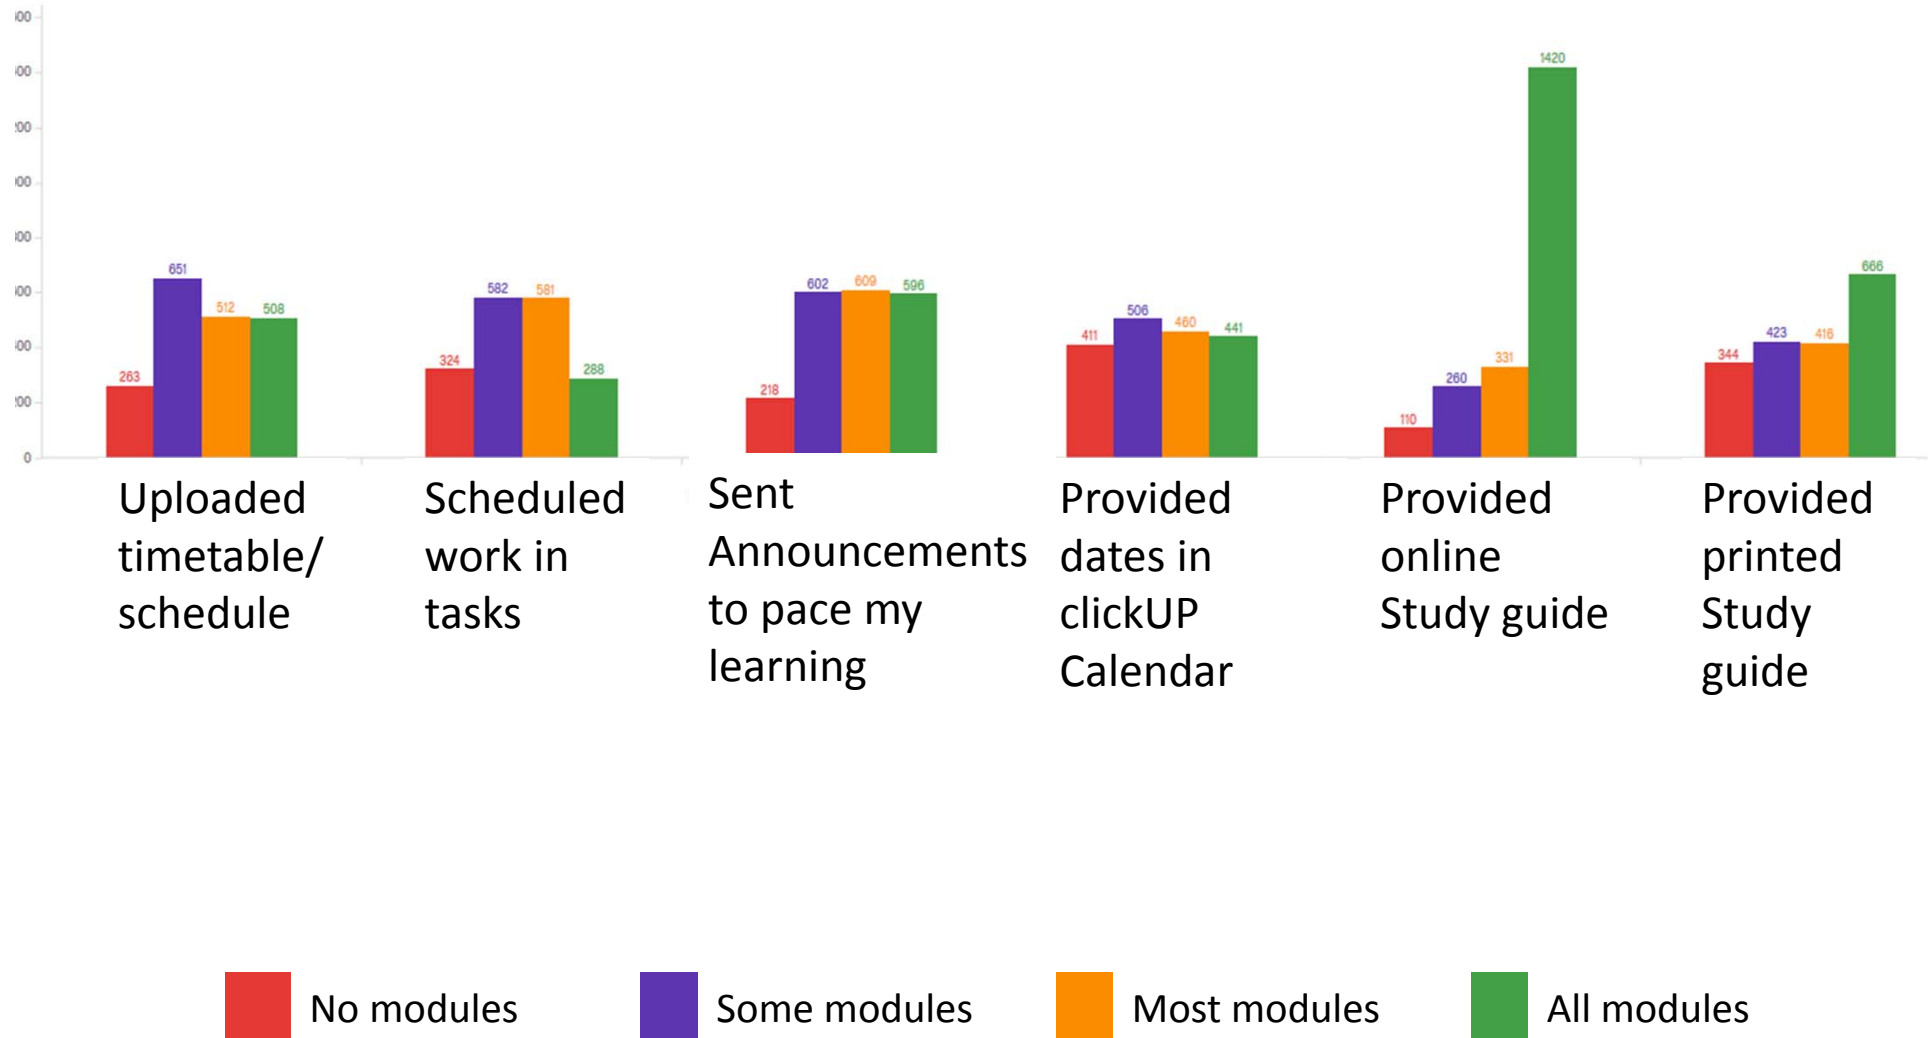 1420
651
512
508
263
582
581
324
288
602
609
596
218
506
460
441
411
331
260
110
666
423
416
344
200
0
Uploaded
timetable/
schedule
Scheduled
work in
tasks
Sent
Announcements
to pace my
learning
Provided
dates in
clickUP
Calendar
Provided
online
Study guide
Provided
printed
Study
guide
No modules
Some modules
Most modules
All modules